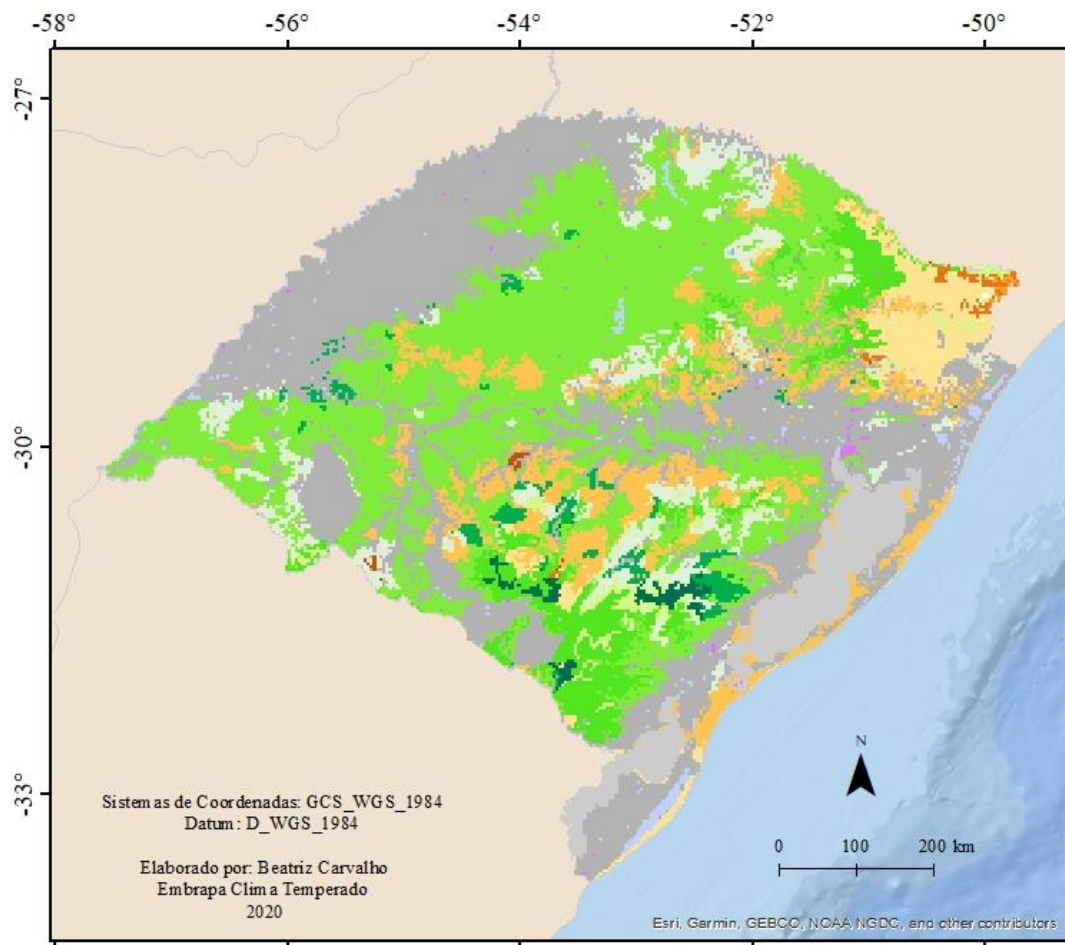 -58° -56° -54° -52° -50°
-27°
-30°
-33°
N
Sistemas de Coordenadas: GCS_WGS_1984
Datum: D_WGS_1984
Elaborado por: Beatriz Carvalho
Embrapa Clima Temperado
2020
0 100 200 km
Esri, Garmin, GEBCO, NOAA NGDC, and other contributors